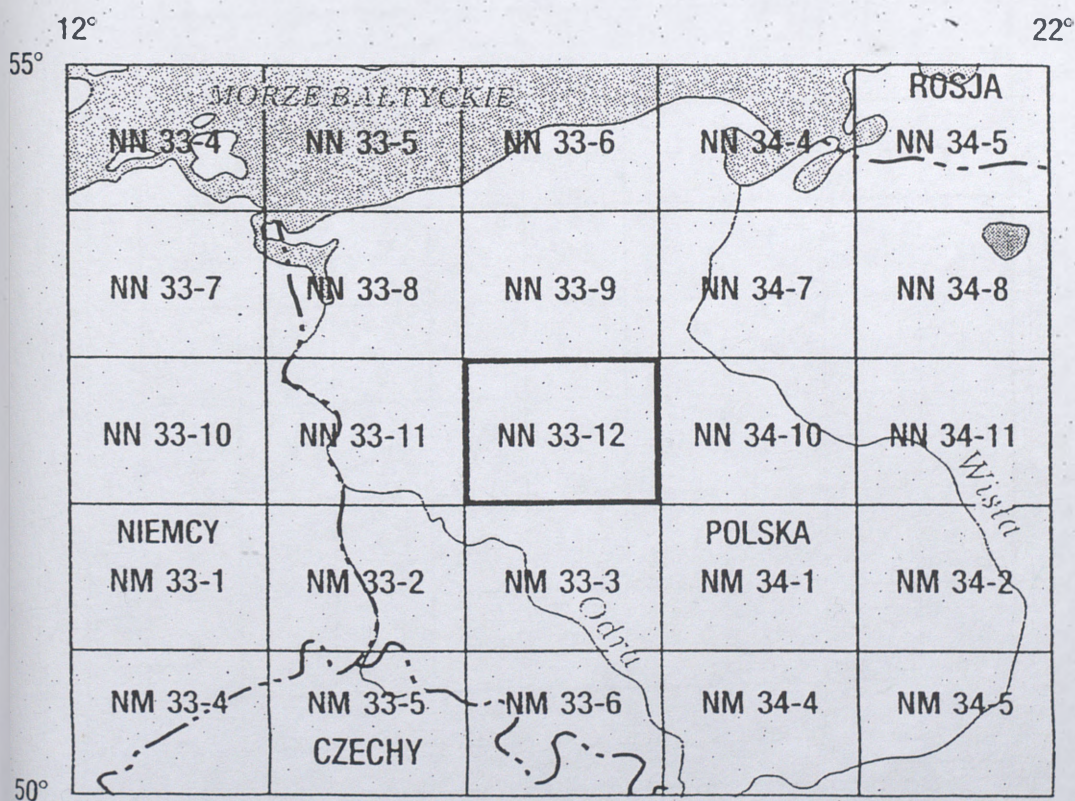 12° 22°
55°
MORZE BAŁTYCKIE
ROSJA
NN 33-4 NN 33-5 NN 33-6 NN 34-4 NN 34-5
NN 33-7 NN 33-8 NN 33-9 NN 34-7 NN 34-8
NN 33-10 NN 33-11 NN 33-12 NN 34-10 NN 34-11
Wisła
NIEMCY POLSKA
NM 33-1 NM 33-2 NM 33-3 NM 34-1 NM 34-2
Odra
NM 33-4 NM 33-5 NM 33-6 NM 34-4 NM 34-5
CZECHY
50°